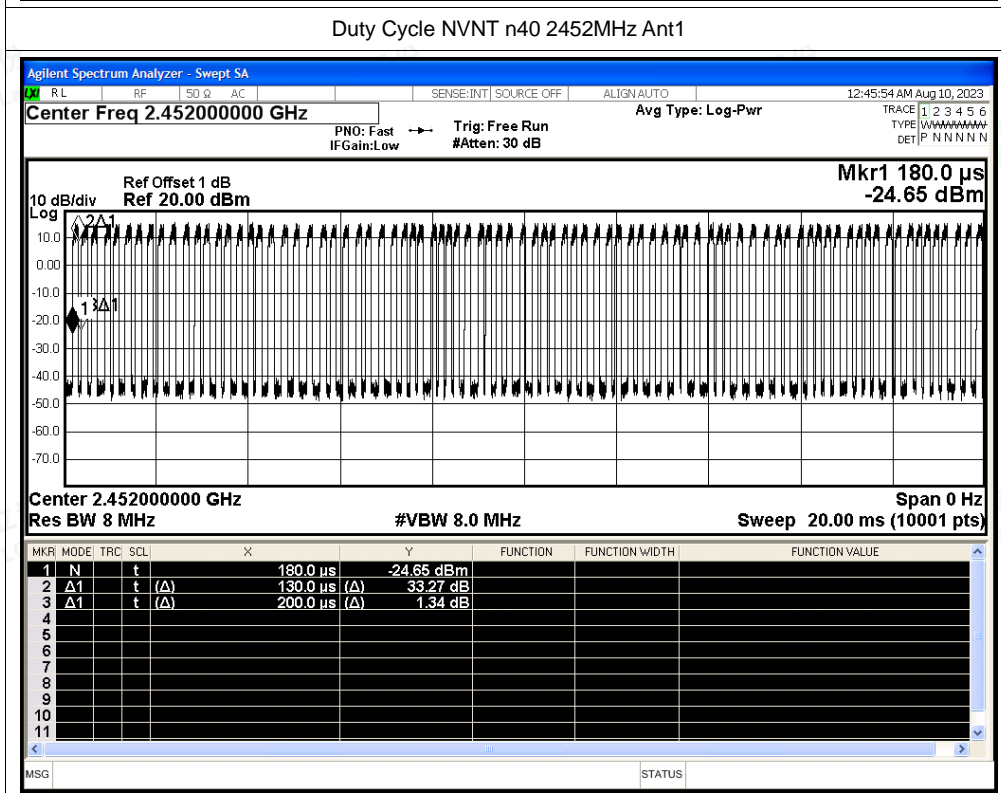 Duty Cycle NVNT n40 2452MHz Ant1
Agilent Spectrum Analyzer - Swept SA
LXI RL RF 50 Ω AC SENSE:INT SOURCE OFF ALIGN AUTO 12:45:54 AM Aug 10, 2023
Center Freq 2.452000000 GHz Avg Type: Log-Pwr TRACE 1 2 3 4 5 6
PNO: Fast Trig: Free Run TYPE WWWWWW
IFGain:Low #Atten: 30 dB DET P N N N N N
Mkr1 180.0 µs
Ref Offset 1 dB
10 dB/div Ref 20.00 dBm -24.65 dBm
Log
2Δ1
10.0
0.00
-10.0
1 3Δ1
-20.0
-30.0
-40.0
-50.0
-60.0
-70.0
Center 2.452000000 GHz Span 0 Hz
Res BW 8 MHz #VBW 8.0 MHz Sweep 20.00 ms (10001 pts)
MKR MODE TRC SCL X Y FUNCTION FUNCTION WIDTH FUNCTION VALUE
1 N t 180.0 µs -24.65 dBm
2 Δ1 t (Δ) 130.0 µs (Δ) 33.27 dB
3 Δ1 t (Δ) 200.0 µs (Δ) 1.34 dB
4
5
6
7
8
9
10
11
MSG STATUS